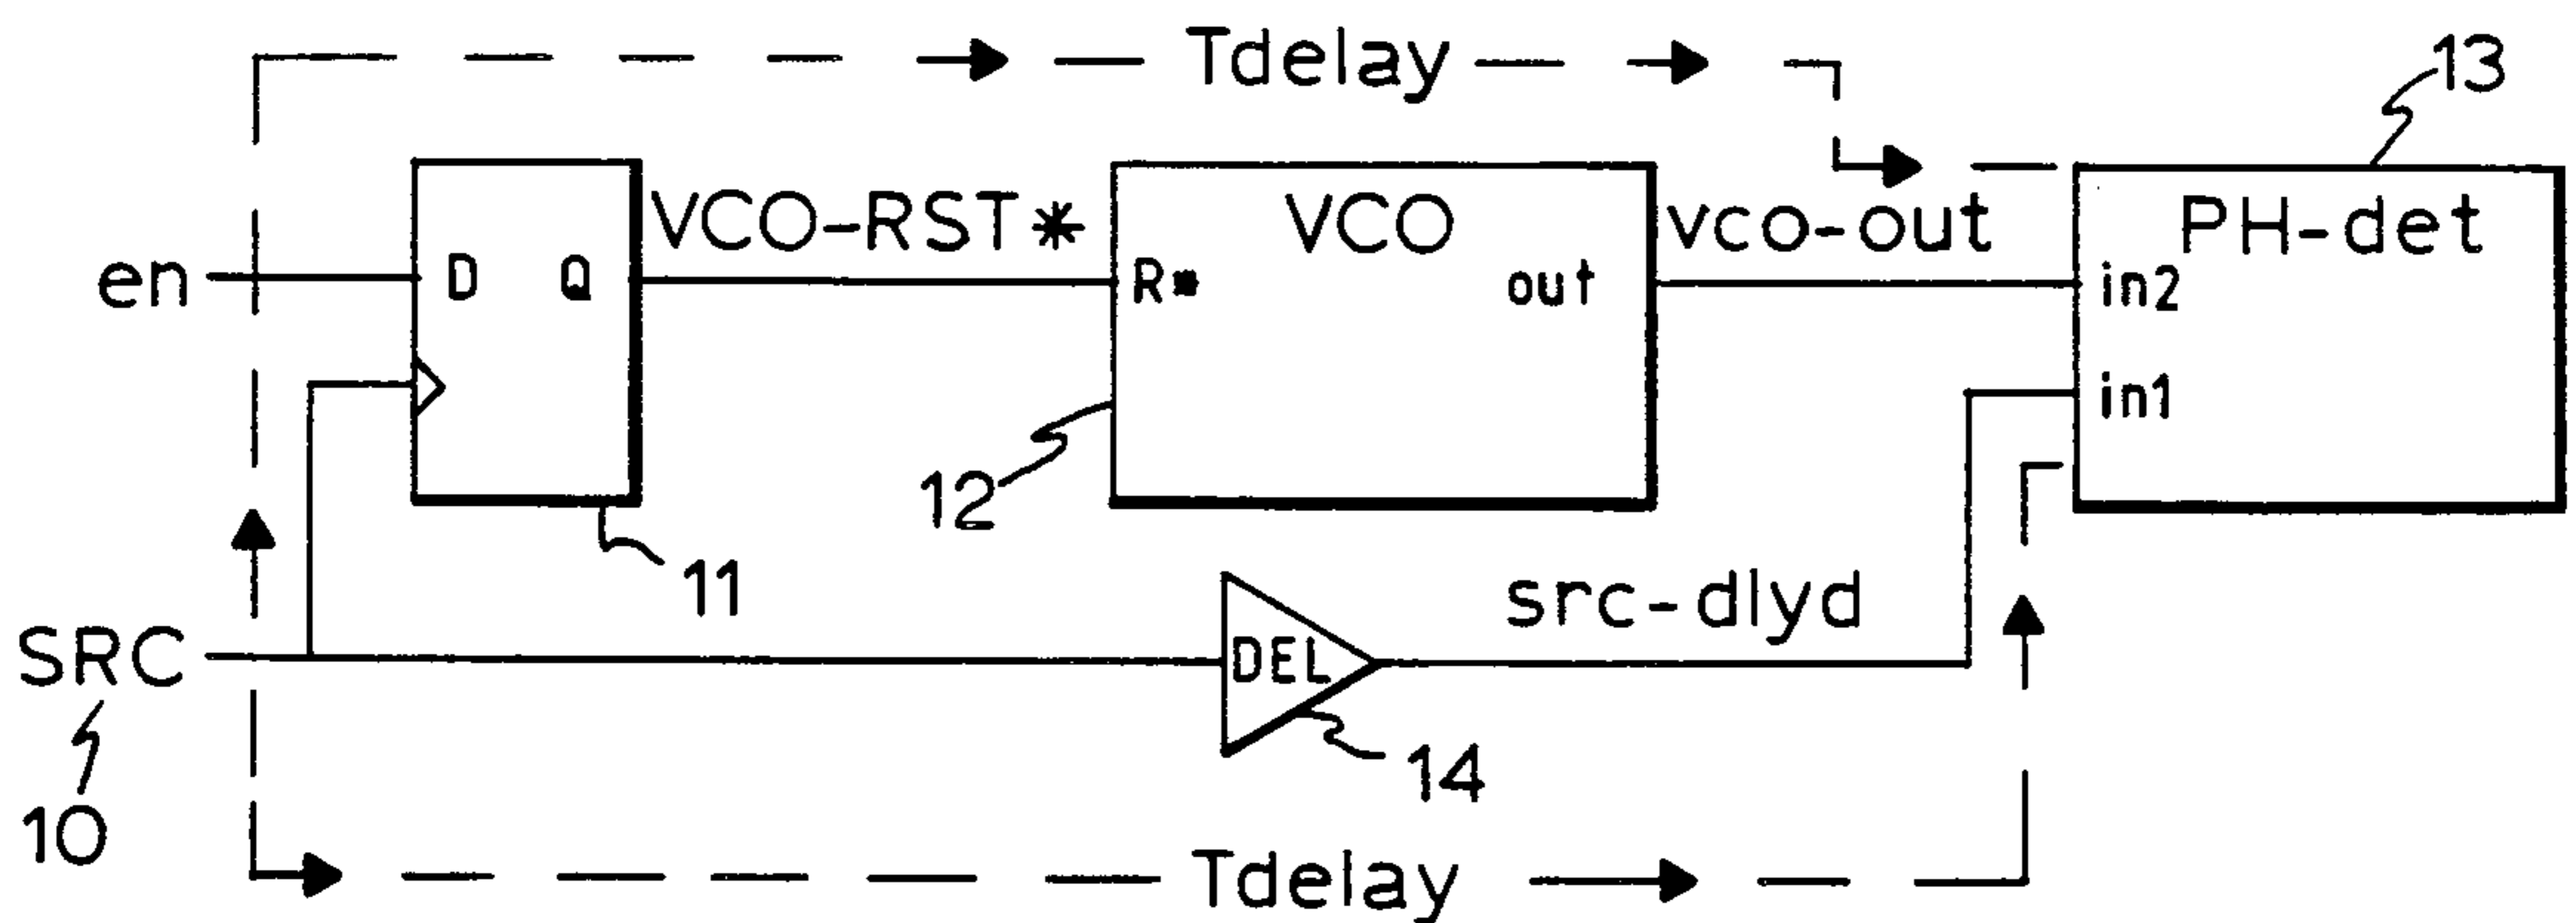 Tdelay
13
VCO-RST*
VCO
vco-out
PH-det
en
D
Q
R*
out
in2
in1
12
11
src-dlyd
SRC
DEL
14
10
Tdelay